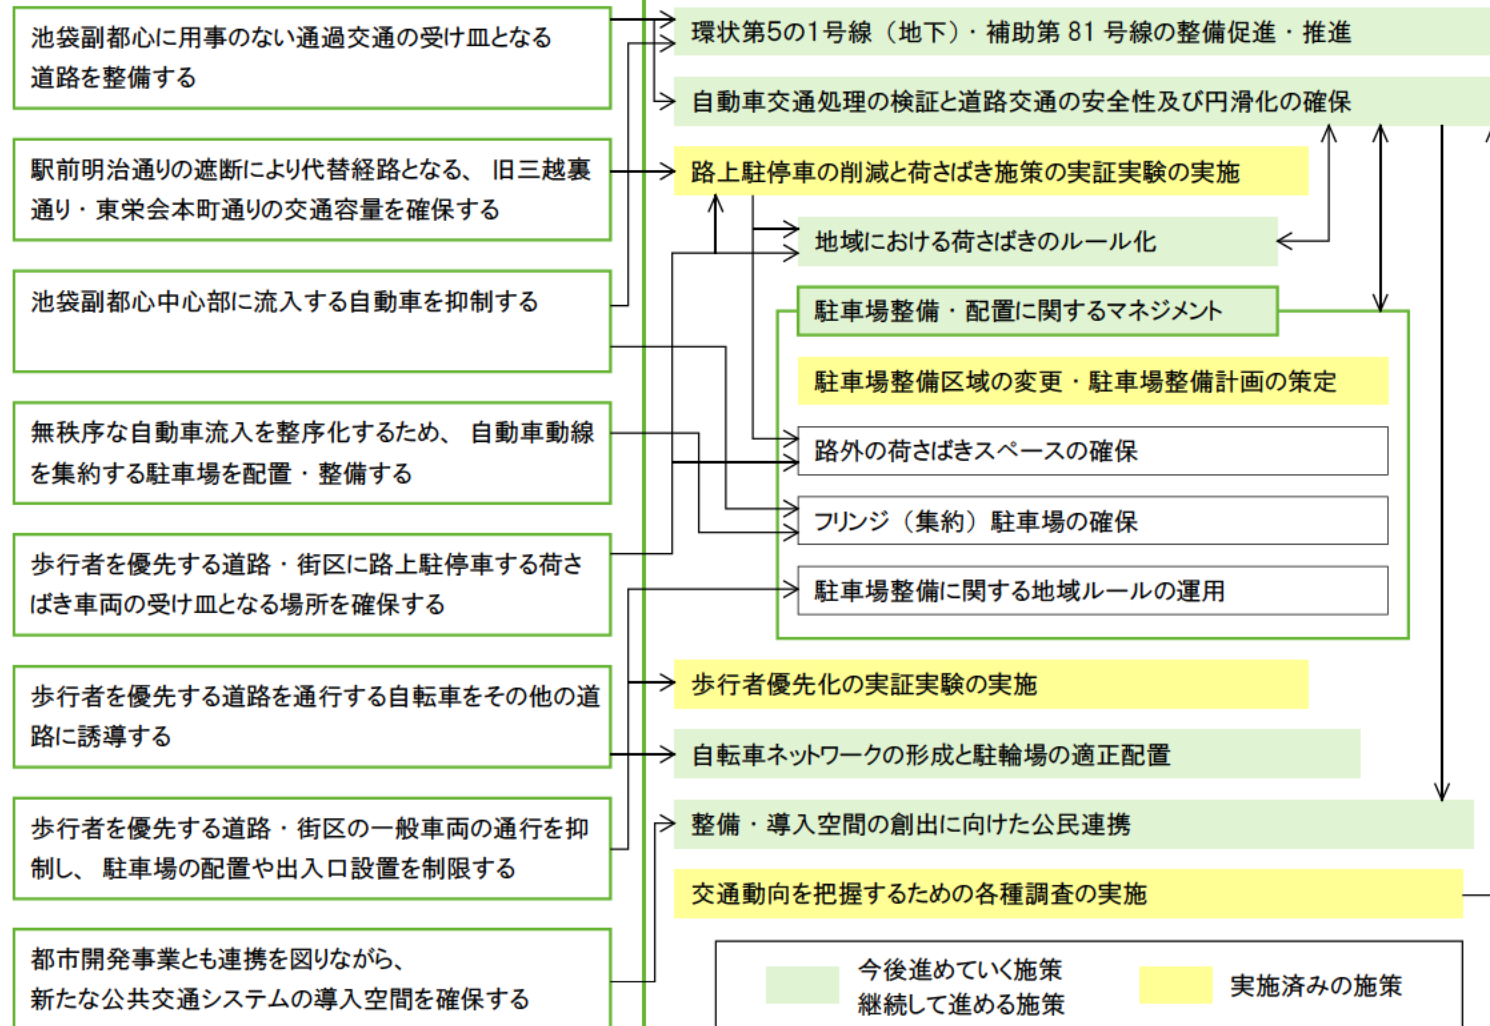 池袋副都心に用事のない通過交通の受け皿となる
道路を整備する
駅前明治通りの遮断により代替経路となる、旧三越裏
通り・東栄会本町通りの交通容量を確保する
池袋副都心中心部に流入する自動車を抑制する
無秩序な自動車流入を整序化するため、自動車動線
を集約する駐車場を配置・整備する
歩行者を優先する道路・街区に路上駐停車する荷さ
ばき車両の受け皿となる場所を確保する
歩行者を優先する道路を通行する自転車をその他の道
路に誘導する
歩行者を優先する道路・街区の一般車両の通行を抑
制し、駐車場の配置や出入口設置を制限する
都市開発事業とも連携を図りながら、
新たな公共交通システムの導入空間を確保する
環状第5の1号線（地下）・補助第81号線の整備促進・推進
自動車交通処理の検証と道路交通の安全性及び円滑化の確保
路上駐停車の削減と荷さばき施策の実証実験の実施
地域における荷さばきのルール化
駐車場整備・配置に関するマネジメント
駐車場整備区域の変更・駐車場整備計画の策定
路外の荷さばきスペースの確保
フリンジ（集約）駐車場の確保
駐車場整備に関する地域ルールの運用
歩行者優先化の実証実験の実施
自転車ネットワークの形成と駐輪場の適正配置
整備・導入空間の創出に向けた公民連携
交通動向を把握するための各種調査の実施
今後進めていく施策
継続して進める施策
実施済みの施策